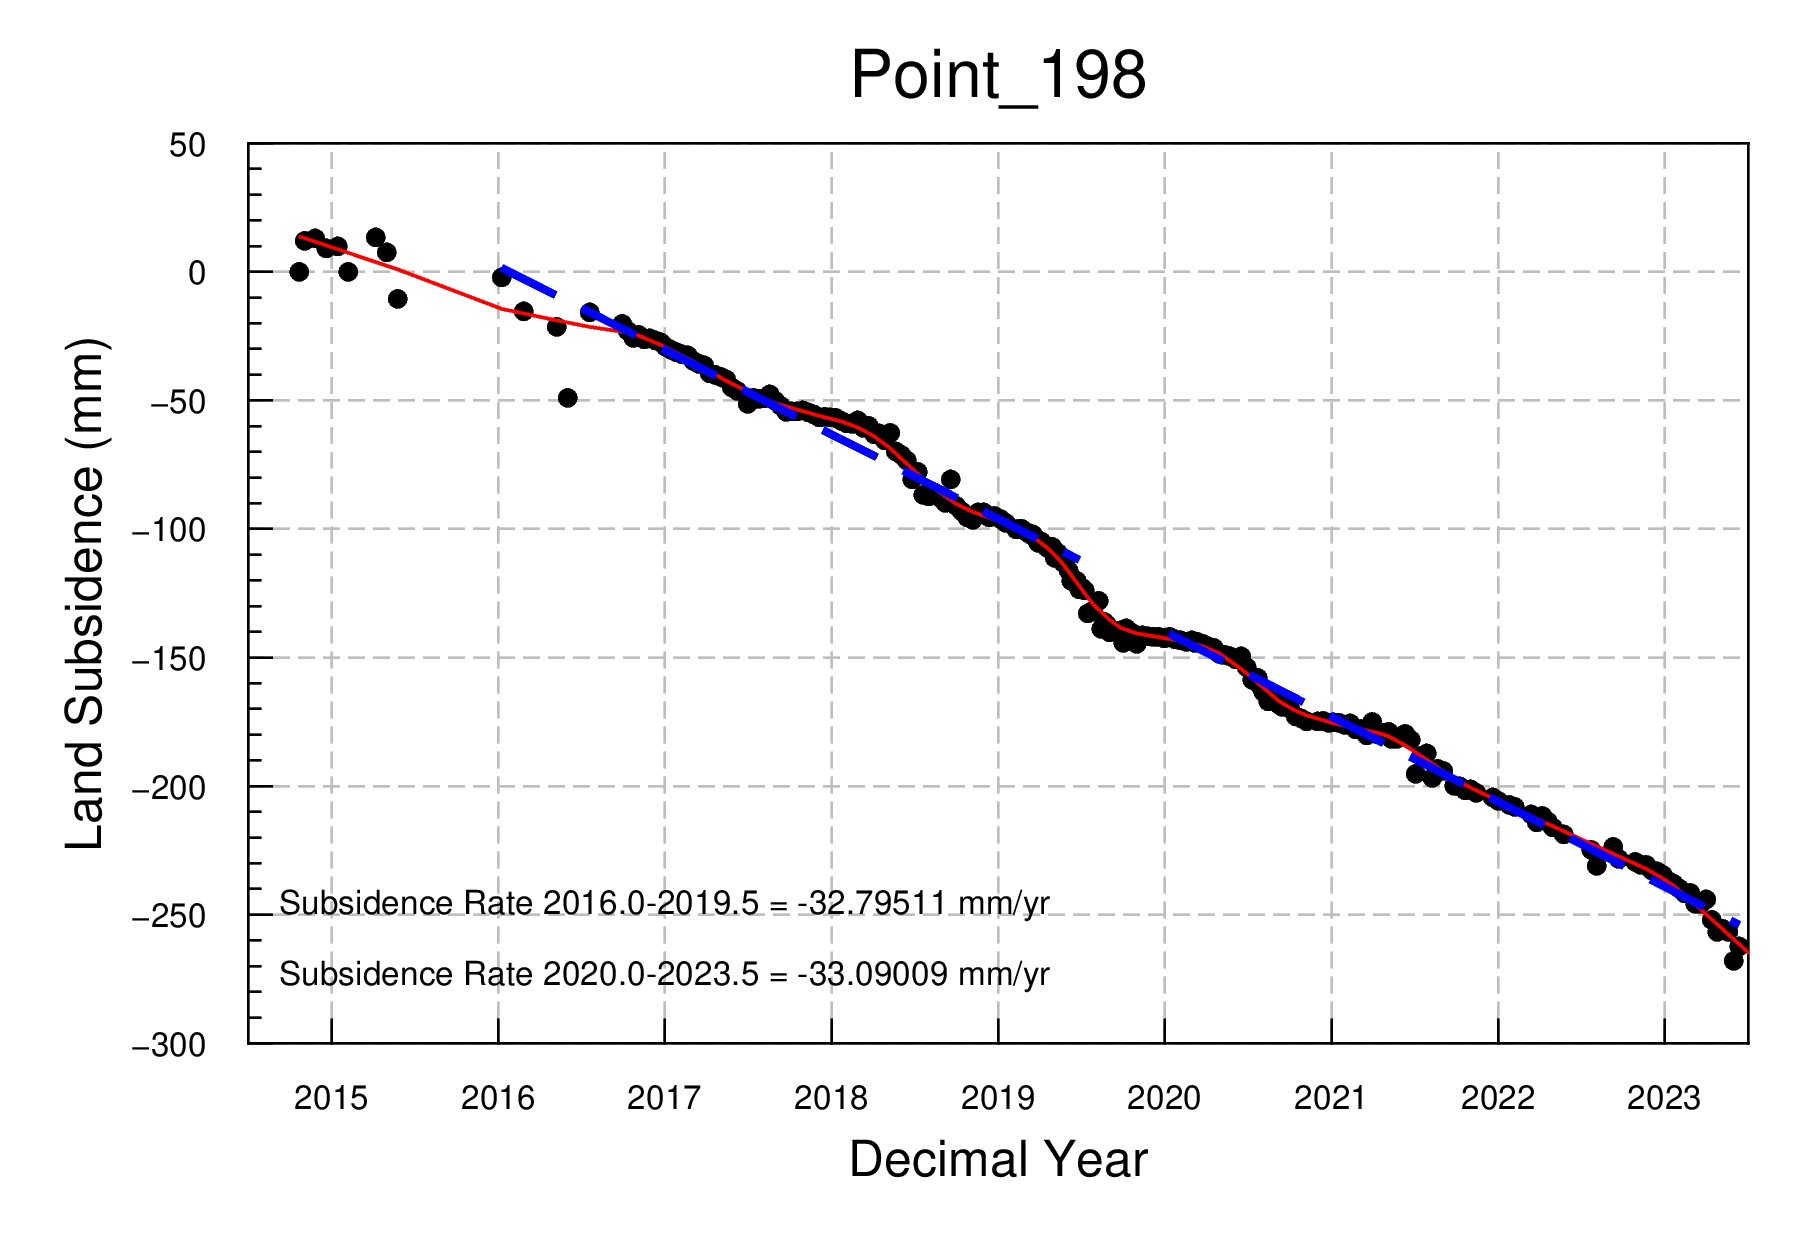 Point_198
50
0
−50
−100
−150
−200
−250
−300
Land Subsidence (mm)
Subsidence Rate 2016.0-2019.5 = -32.79511 mm/yr
Subsidence Rate 2020.0-2023.5 = -33.09009 mm/yr
2015 2016 2017 2018 2019 2020 2021 2022 2023
Decimal Year